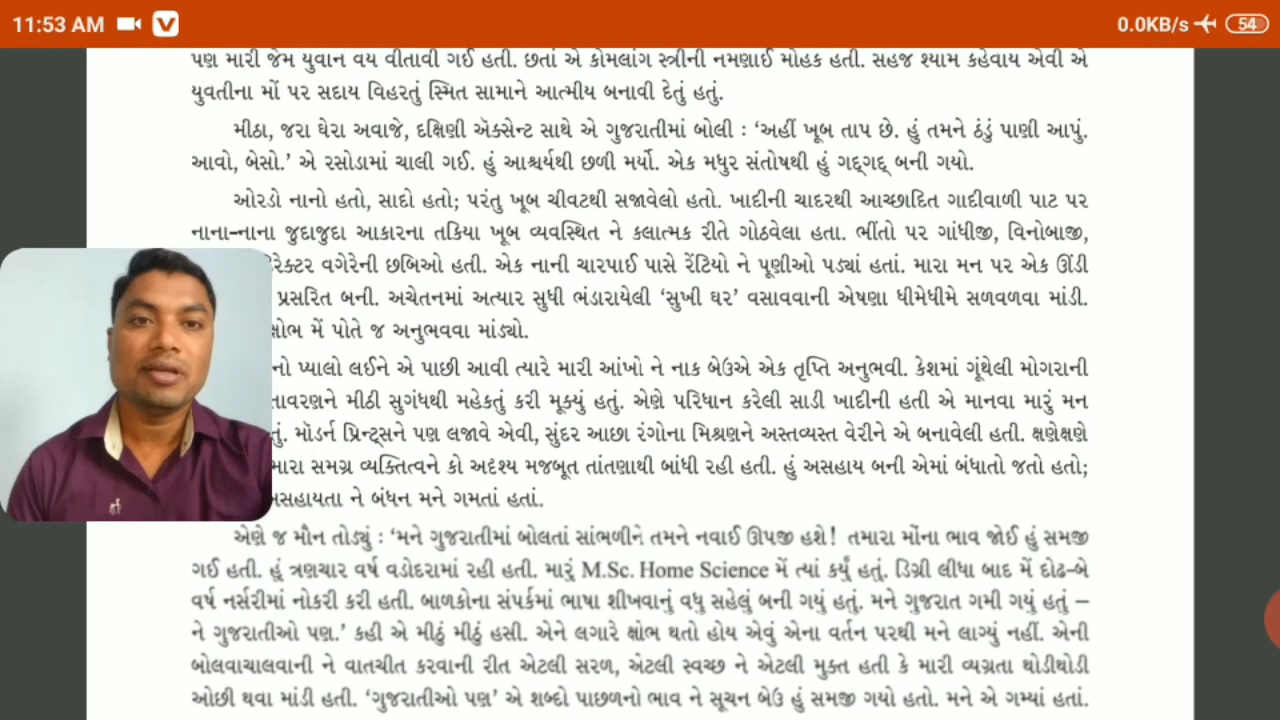 11:53 AM
0.0KB/s 54
પણ મારી જેમ યુવાન વય વીતાવી ગઈ હતી. છતાં એ કોમલાંગ સ્ત્રીની નમણાઈ મોહક હતી. સહજ શ્યામ કહેવાય એવી એ
યુવતીના મોં પર સદાય વિહરતું સ્મિત સામાને આત્મીય બનાવી દેતું હતું.
મીઠા, જરા ઘેરા અવાજે, દક્ષિણી ઍક્સેન્ટ સાથે એ ગુજરાતીમાં બોલી : ‘અહીં ખૂબ તાપ છે. હું તમને ઠંડું પાણી આપું.
આવો, બેસો.’ એ રસોડામાં ચાલી ગઈ. હું આશ્ચર્યથી છળી મર્યો. એક મધુર સંતોષથી હું ગદ્‌ગદ્ બની ગયો.
ઓરડો નાનો હતો, સાદો હતો; પરંતુ ખૂબ ચીવટથી સજાવેલો હતો. ખાદીની ચાદરથી આચ્છાદિત ગાદીવાળી પાટ પર
નાના–નાના જુદાજુદા આકારના તકિયા ખૂબ વ્યવસ્થિત ને કલાત્મક રીતે ગોઠવેલા હતા. ભીંતો પર ગાંધીજી, વિનોબાજી,
રેક્ટર વગેરેની છબિઓ હતી. એક નાની ચારપાઈ પાસે રેંટિયો ને પૂણીઓ પડ્યાં હતાં. મારા મન પર એક ઊંડી
પ્રસરિત બની. અચેતનમાં અત્યાર સુધી ભંડારાયેલી ‘સુખી ઘર’ વસાવવાની એષણા ધીમેધીમે સળવળવા માંડી.
ક્ષોભ મેં પોતે જ અનુભવવા માંડ્યો.
નો પ્યાલો લઈને એ પાછી આવી ત્યારે મારી આંખો ને નાક બેઉએ એક તૃપ્તિ અનુભવી. કેશમાં ગૂંથેલી મોગરાની
તાવરણને મીઠી સુગંધથી મહેકતું કરી મૂક્યું હતું. એણે પરિધાન કરેલી સાડી ખાદીની હતી એ માનવા મારું મન
તું. મૉડર્ન પ્રિન્ટ્સને પણ લજાવે એવી, સુંદર આછા રંગોના મિશ્રણને અસ્તવ્યસ્ત વેરીને એ બનાવેલી હતી. ક્ષણેક્ષણે
મારા સમગ્ર વ્યક્તિત્વને કો અદૃશ્ય મજબૂત તાંતણાથી બાંધી રહી હતી. હું અસહાય બની એમાં બંધાતો જતો હતો;
અસહાયતા ને બંધન મને ગમતાં હતાં.
એણે જ મૌન તોડ્યું : ‘મને ગુજરાતીમાં બોલતાં સાંભળીને તમને નવાઈ ઊપજી હશે! તમારા મોંના ભાવ જોઈ હું સમજી
ગઈ હતી. હું ત્રણચાર વર્ષ વડોદરામાં રહી હતી. મારું M.Sc. Home Science મેં ત્યાં કર્યું હતું. ડિગ્રી લીધા બાદ મેં દોઢ–બે
વર્ષ નર્સરીમાં નોકરી કરી હતી. બાળકોના સંપર્કમાં ભાષા શીખવાનું વધુ સહેલું બની ગયું હતું. મને ગુજરાત ગમી ગયું હતું –
ને ગુજરાતીઓ પણ.’ કહી એ મીઠું મીઠું હસી. એને લગારે ક્ષોભ થતો હોય એવું એના વર્તન પરથી મને લાગ્યું નહીં. એની
બોલવાચાલવાની ને વાતચીત કરવાની રીત એટલી સરળ, એટલી સ્વચ્છ ને એટલી મુક્ત હતી કે મારી વ્યગ્રતા થોડીથોડી
ઓછી થવા માંડી હતી. ‘ગુજરાતીઓ પણ’ એ શબ્દો પાછળનો ભાવ ને સૂચન બેઉ હું સમજી ગયો હતો. મને એ ગમ્યાં હતાં.